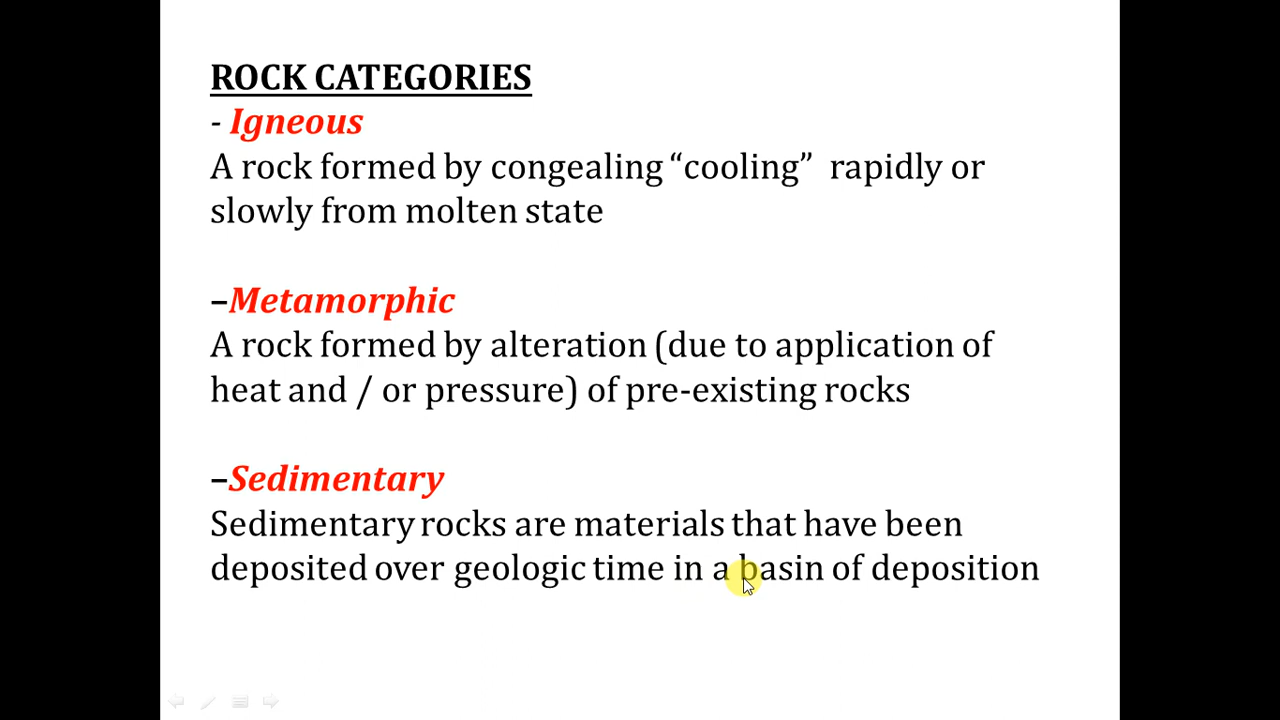 ROCK CATEGORIES
- Igneous
A rock formed by congealing “cooling” rapidly or
slowly from molten state
–Metamorphic
A rock formed by alteration (due to application of
heat and / or pressure) of pre-existing rocks
–Sedimentary
Sedimentary rocks are materials that have been
deposited over geologic time in a basin of deposition